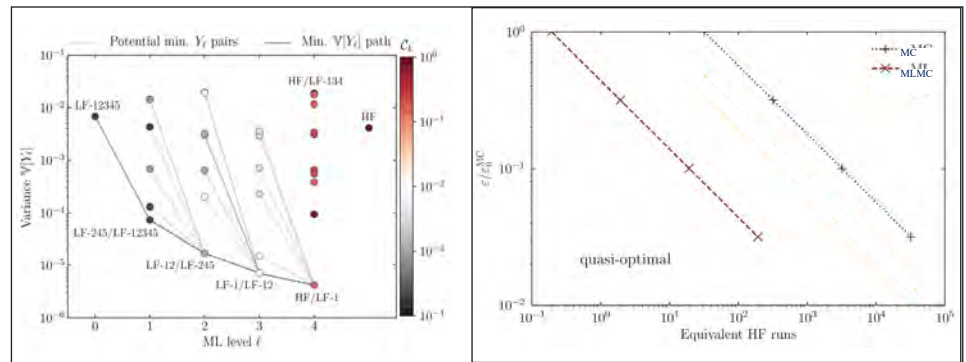 Potential min. Yℓ pairs
Min. 𝕍[Yℓ] path
10⁻¹
10⁻²
10⁻³
10⁻⁴
10⁻⁵
10⁻⁶
Variance 𝕍[Yℓ]
LF-12345
LF-245/LF-12345
LF-12/LF-245
LF-1/LF-12
HF/LF-1
HF/LF-134
HF
0 1 2 3 4
ML level ℓ
10⁰
10⁻¹
10⁻²
10⁻³
10⁻⁴
10⁰
10⁻¹
10⁻²
ε/ε₀ᴹᶜ
MC
MLMC
quasi-optimal
10⁻¹ 10⁰ 10¹ 10² 10³ 10⁴ 10⁵
Equivalent HF runs